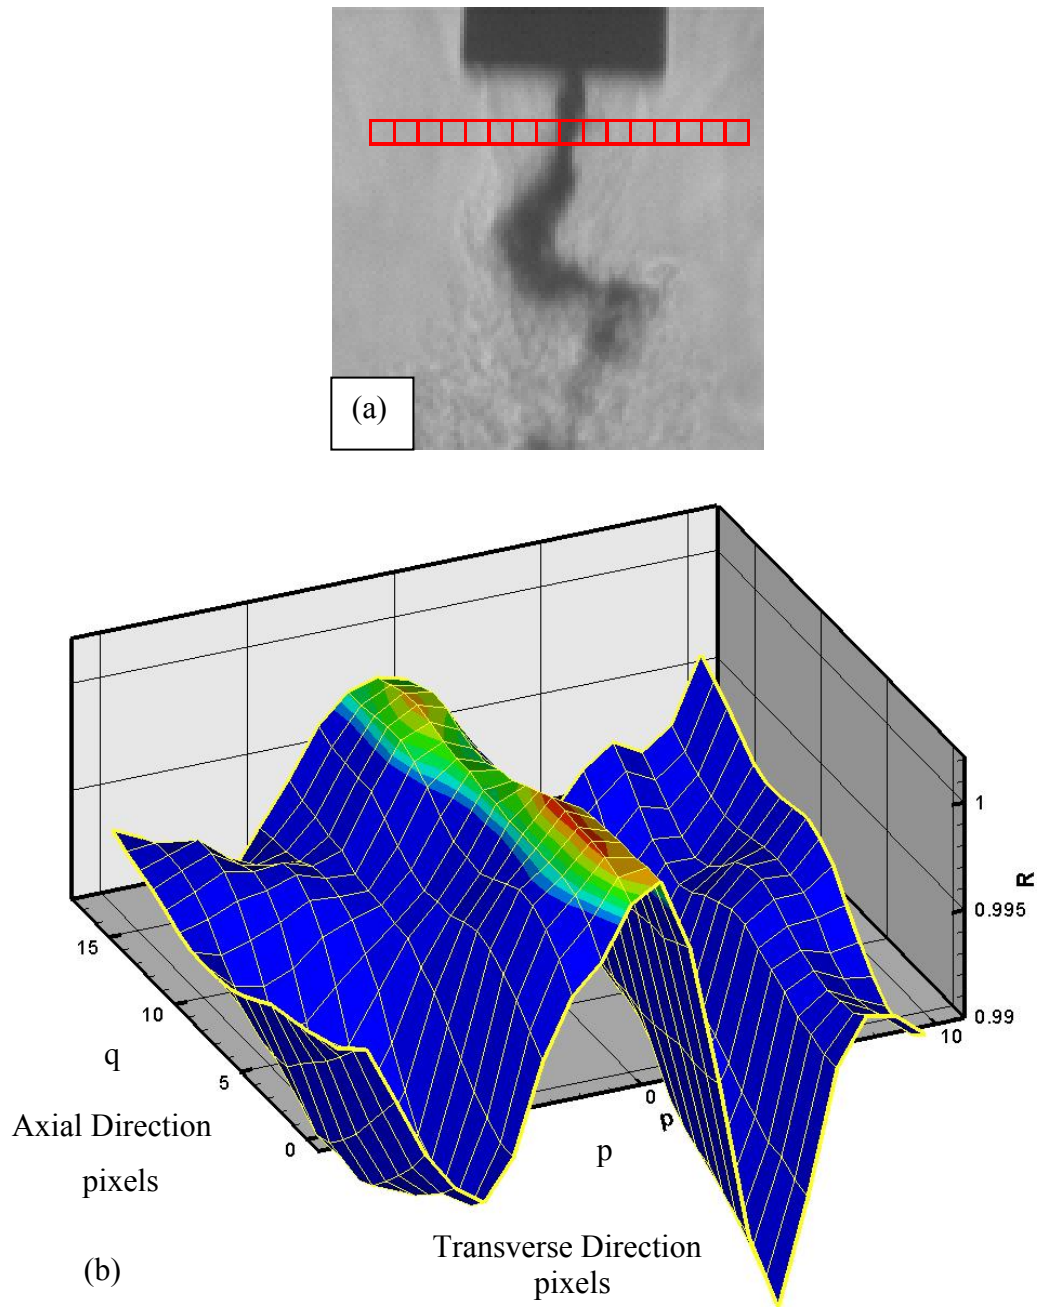 (a)
1
R
0.995
15
0.99
10
10
q
5
0
p
p
Axial Direction
0
pixels
Transverse Direction
pixels
(b)